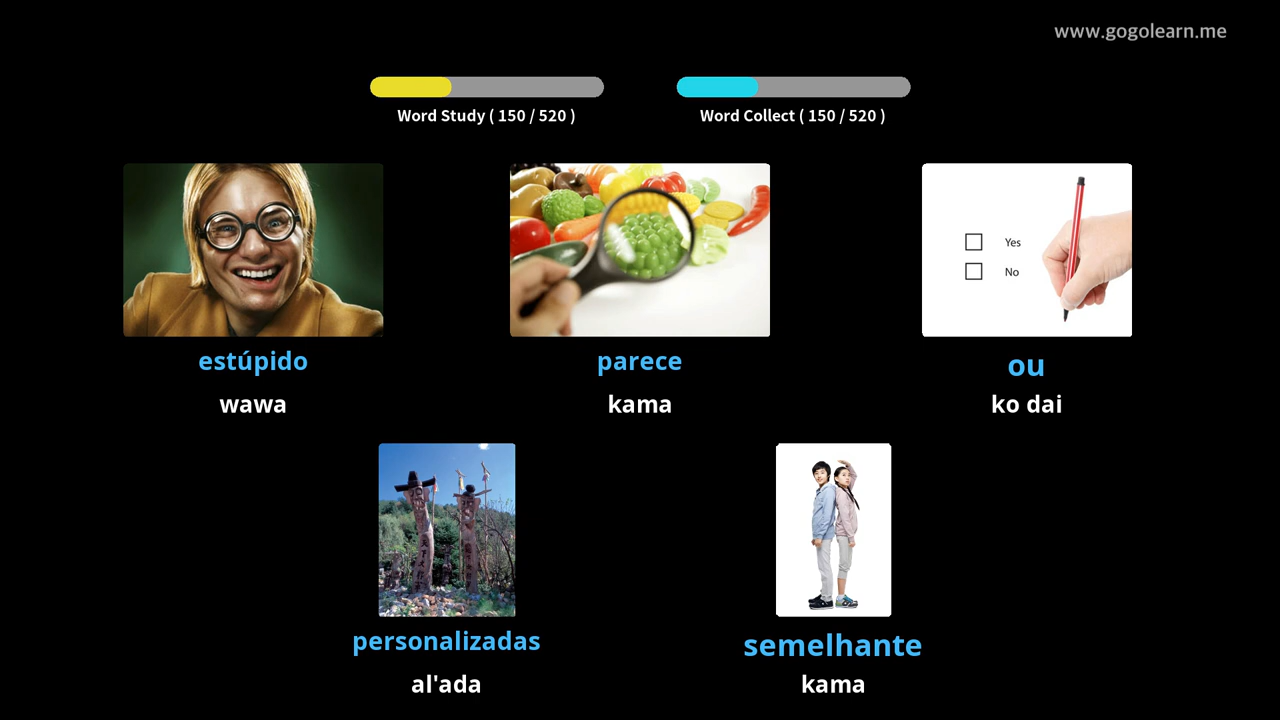 www.gogolearn.me
Word Study ( 150 / 520 )
Word Collect ( 150 / 520 )
Yes
No
estúpido
parece
ou
wawa
kama
ko dai
personalizadas
semelhante
al'ada
kama